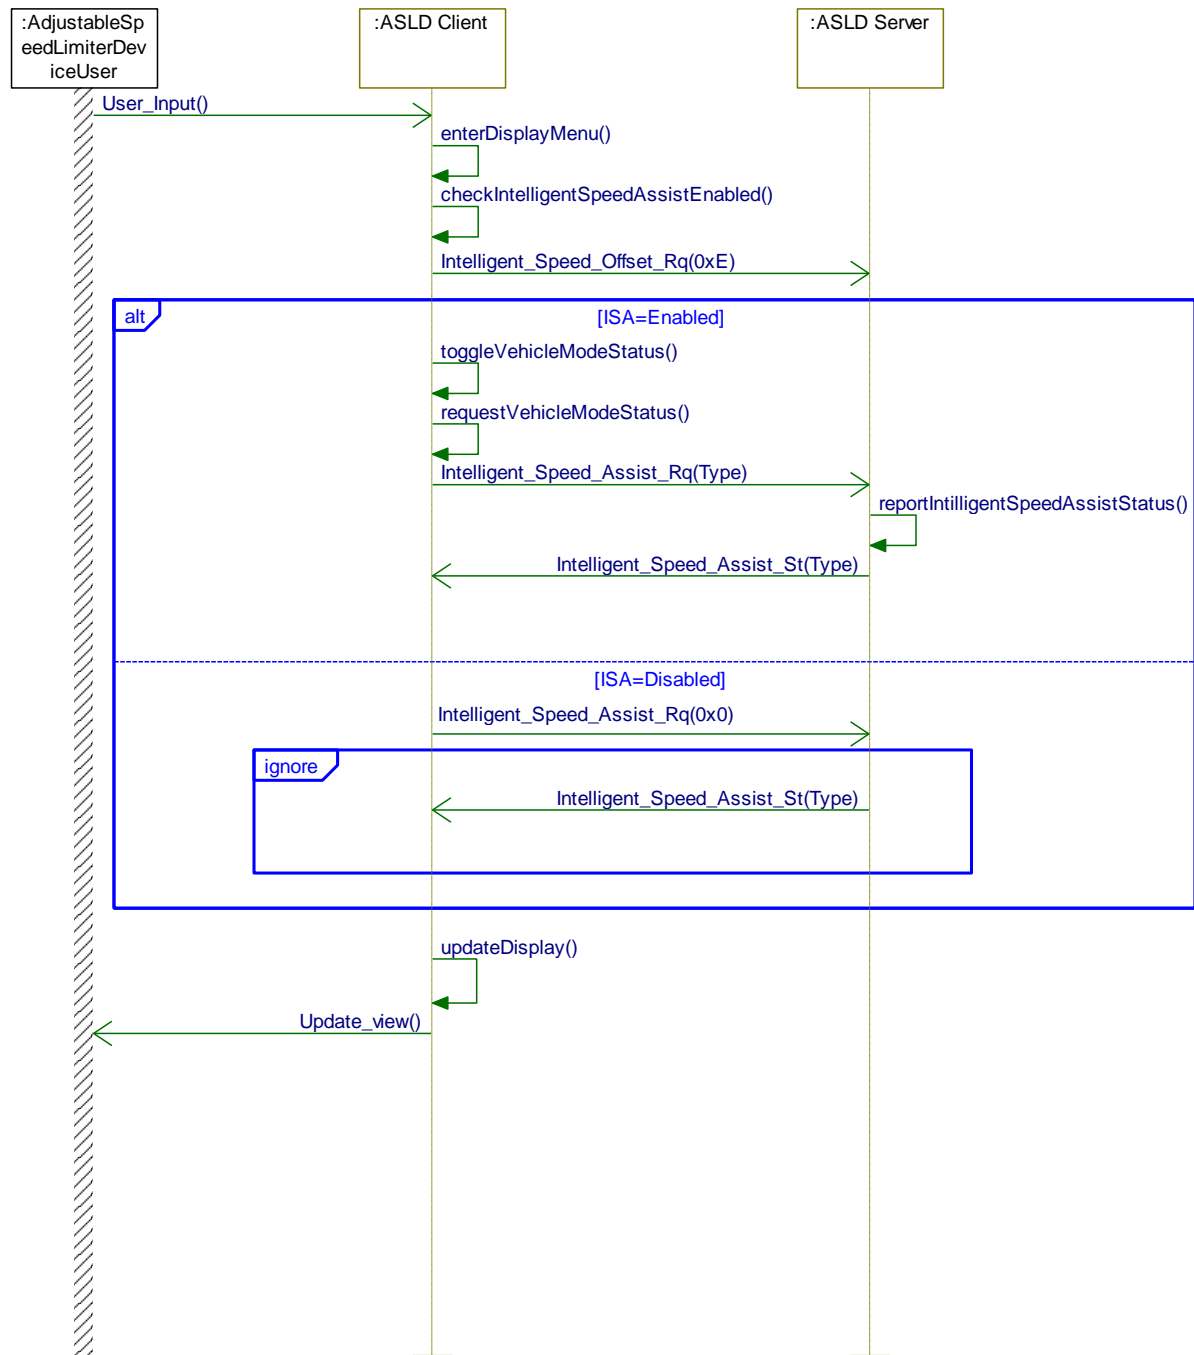 :AdjustableSp
eedLimiterDev
iceUser
:ASLD Client
:ASLD Server
User_Input()
enterDisplayMenu()
checkIntelligentSpeedAssistEnabled()
Intelligent_Speed_Offset_Rq(0xE)
alt
[ISA=Enabled]
toggleVehicleModeStatus()
requestVehicleModeStatus()
Intelligent_Speed_Assist_Rq(Type)
reportIntilligentSpeedAssistStatus()
Intelligent_Speed_Assist_St(Type)
[ISA=Disabled]
Intelligent_Speed_Assist_Rq(0x0)
ignore
Intelligent_Speed_Assist_St(Type)
updateDisplay()
Update_view()